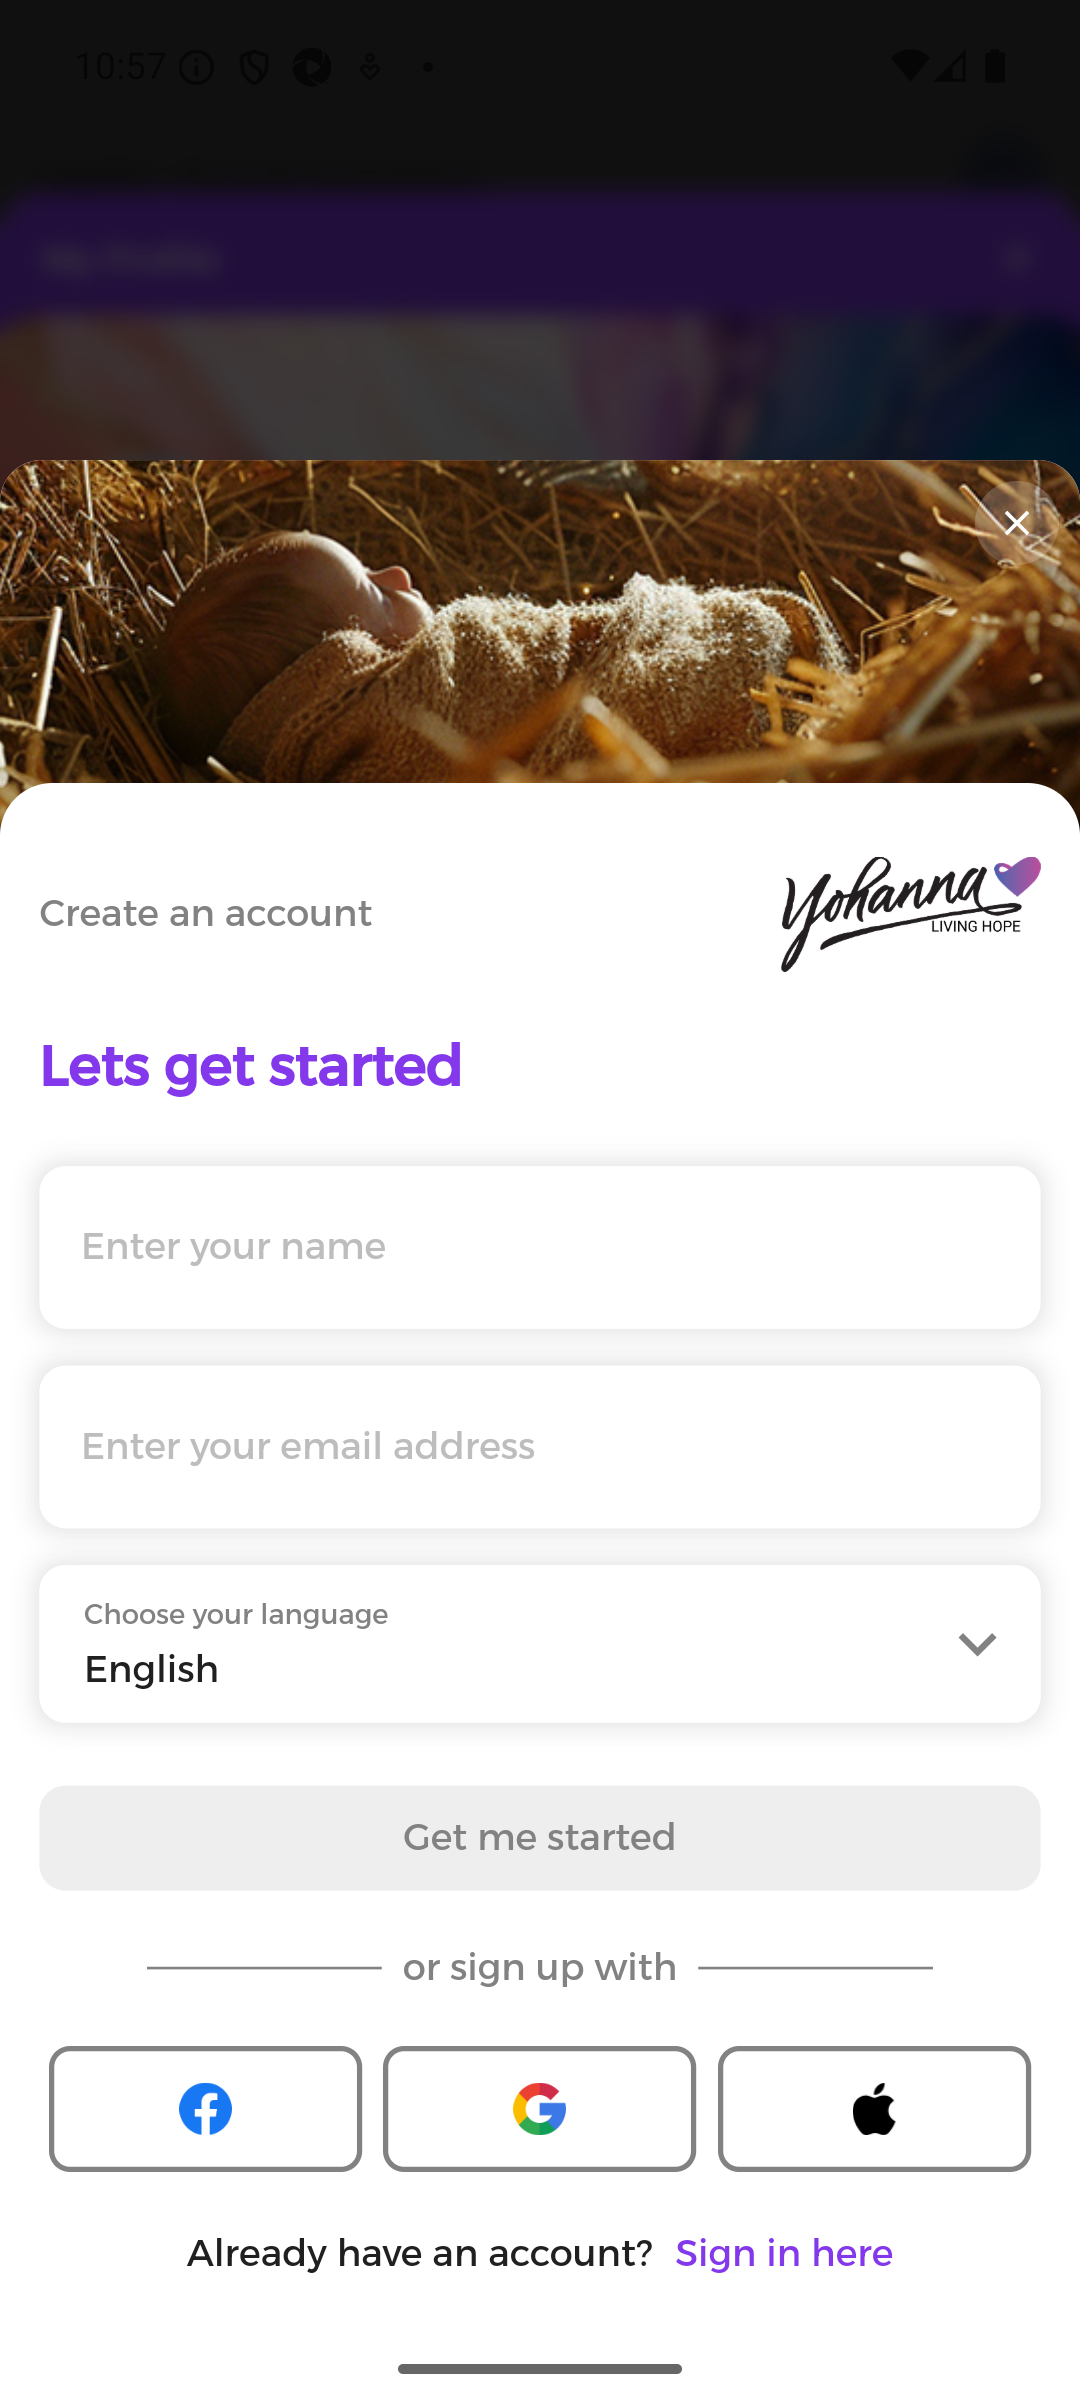 10:57
My Profile
Create an account
Yohanna
LIVING HOPE
Lets get started
Enter your name
Enter your email address
Choose your language
English
Get me started
or sign up with
Already have an account? Sign in here